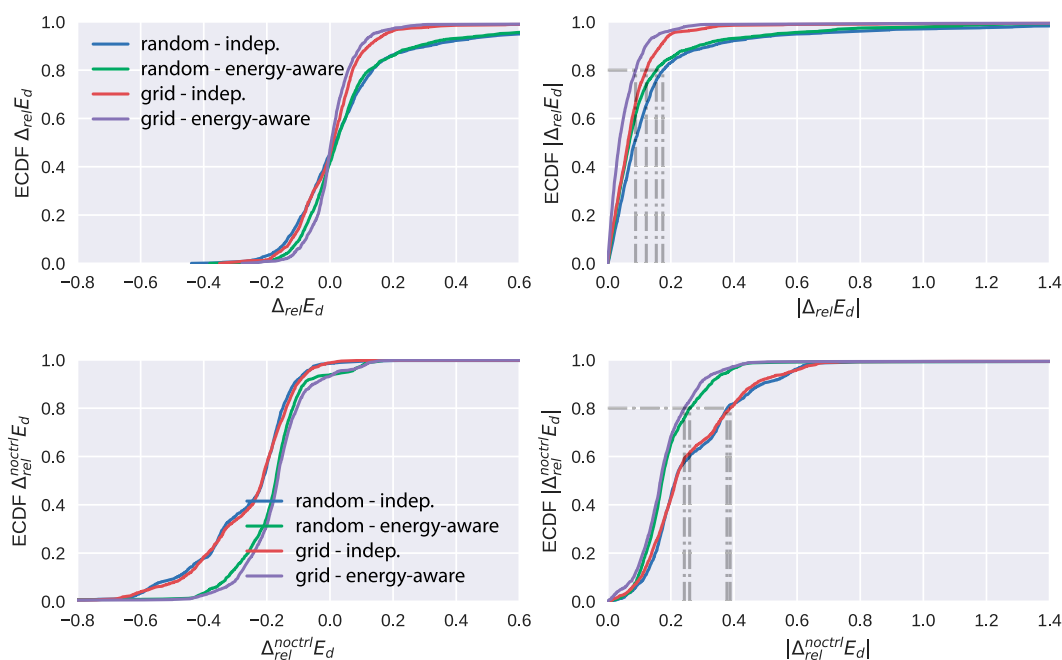 ECDF Δ_rel E_d
1.0
0.8
0.6
0.4
0.2
0.0
random - indep.
random - energy-aware
grid - indep.
grid - energy-aware
−0.8 −0.6 −0.4 −0.2 0.0 0.2 0.4 0.6
Δ_rel E_d
ECDF |Δ_rel E_d|
1.0
0.8
0.6
0.4
0.2
0.0
0.0 0.2 0.4 0.6 0.8 1.0 1.2 1.4
|Δ_rel E_d|
ECDF Δ_rel^noctrl E_d
1.0
0.8
0.6
0.4
0.2
0.0
random - indep.
random - energy-aware
grid - indep.
grid - energy-aware
−0.8 −0.6 −0.4 −0.2 0.0 0.2 0.4 0.6
Δ_rel^noctrl E_d
ECDF |Δ_rel^noctrl E_d|
1.0
0.8
0.6
0.4
0.2
0.0
0.0 0.2 0.4 0.6 0.8 1.0 1.2 1.4
|Δ_rel^noctrl E_d|